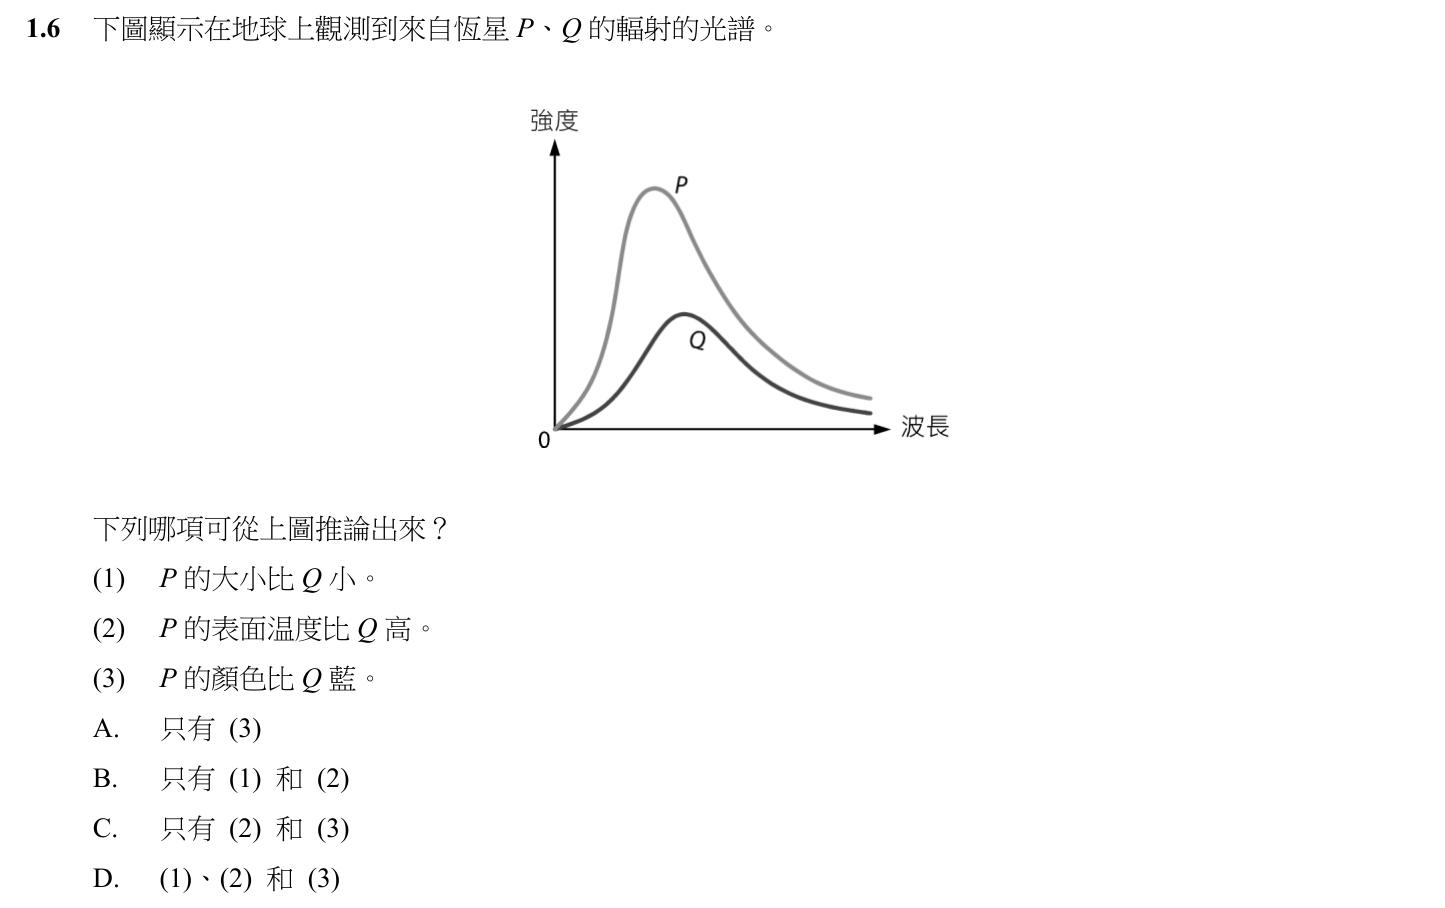 1.6 下圖顯示在地球上觀測到來自恆星 P、Q 的輻射的光譜。
強度
P
Q
波長
0
下列哪項可從上圖推論出來？
(1) P 的大小比 Q 小。
(2) P 的表面温度比 Q 高。
(3) P 的顏色比 Q 藍。
A. 只有 (3)
B. 只有 (1) 和 (2)
C. 只有 (2) 和 (3)
D. (1)、(2) 和 (3)